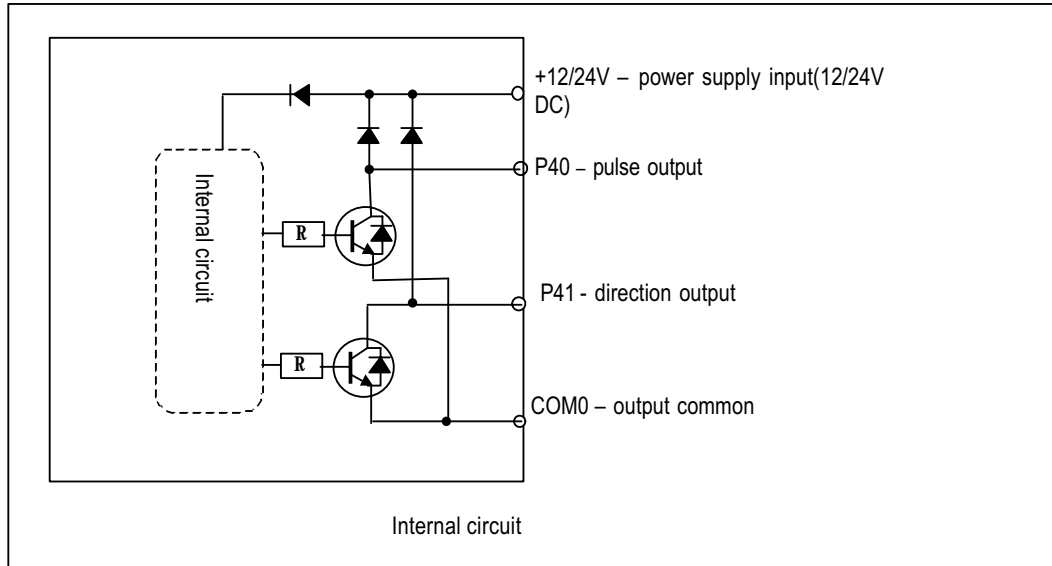 +12/24V – power supply input(12/24V
DC)
P40 – pulse output
Internal circuit
R
P41 - direction output
R
COM0 – output common
Internal circuit